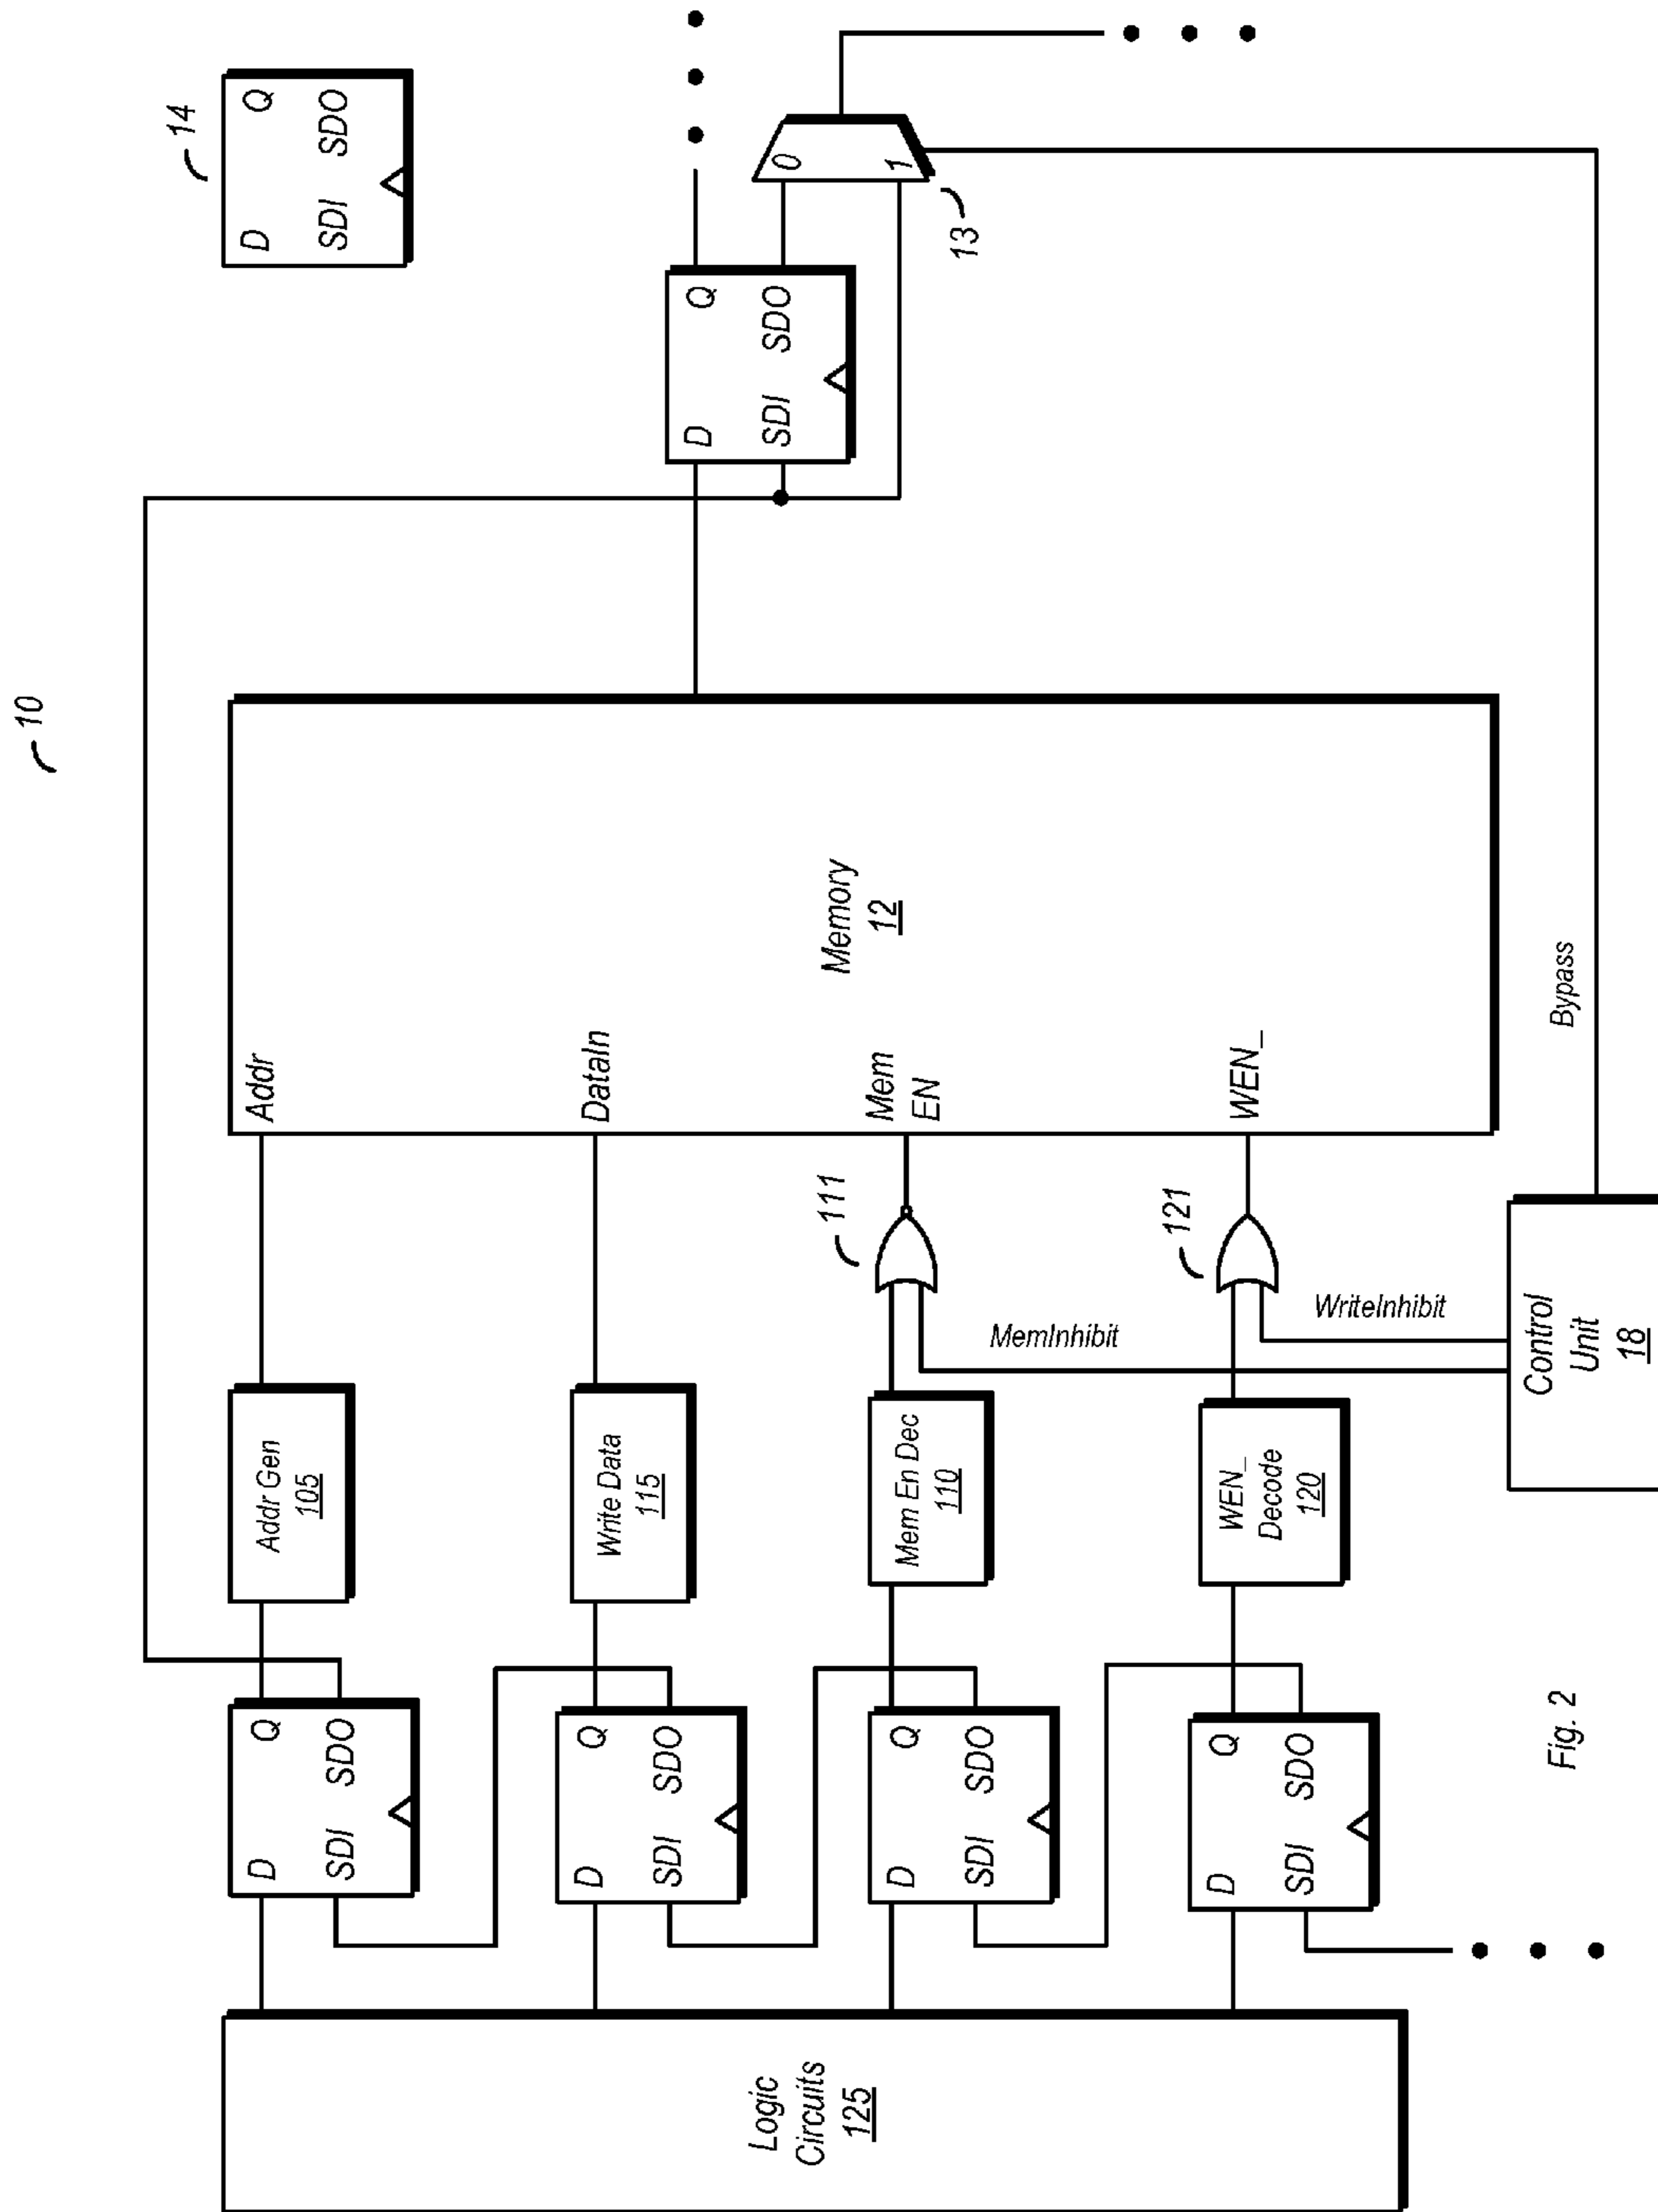 10
14
D
Q
SDI
SDO
Logic
Circuits
125
D
Q
SDI
SDO
Addr Gen
105
Addr
D
Q
SDI
SDO
Write Data
115
DataIn
D
Q
SDI
SDO
Mem En Dec
110
111
Mem
EN
D
Q
SDI
SDO
WEN_
Decode
120
121
WEN_
Memory
12
D
Q
SDI
SDO
0
1
13
MemInhibit
WriteInhibit
Control
Unit
18
Bypass
Fig. 2